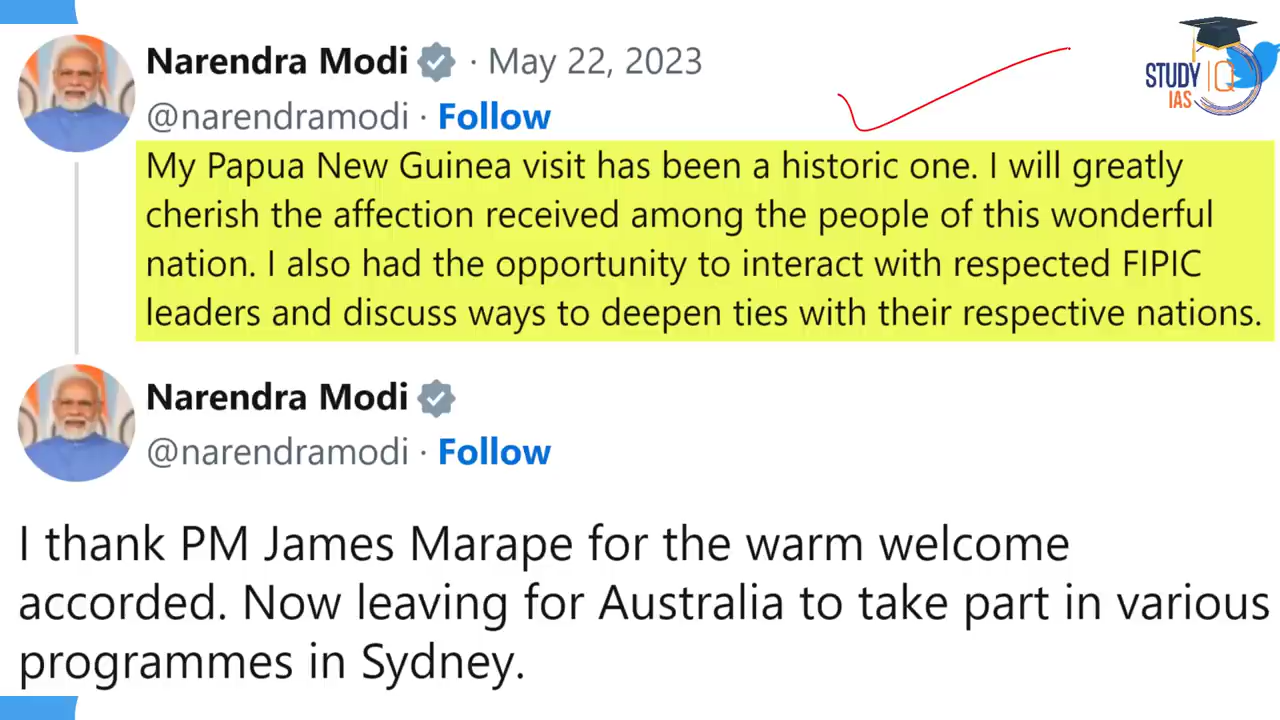 Narendra Modi · May 22, 2023
STUDY IQ
IAS
@narendramodi · Follow
My Papua New Guinea visit has been a historic one. I will greatly
cherish the affection received among the people of this wonderful
nation. I also had the opportunity to interact with respected FIPIC
leaders and discuss ways to deepen ties with their respective nations.
Narendra Modi
@narendramodi · Follow
I thank PM James Marape for the warm welcome
accorded. Now leaving for Australia to take part in various
programmes in Sydney.